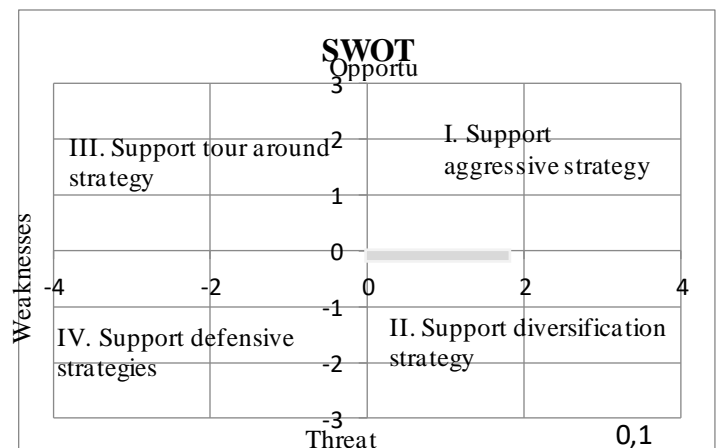 SWOT
Opportu
3
III. Support tour around
strategy
2
I. Support
aggressive strategy
1
Weaknesses
0
-4
-2
0
2
4
-1
IV. Support defensive
strategies
II. Support diversification
strategy
-2
-3
Threat
0,1